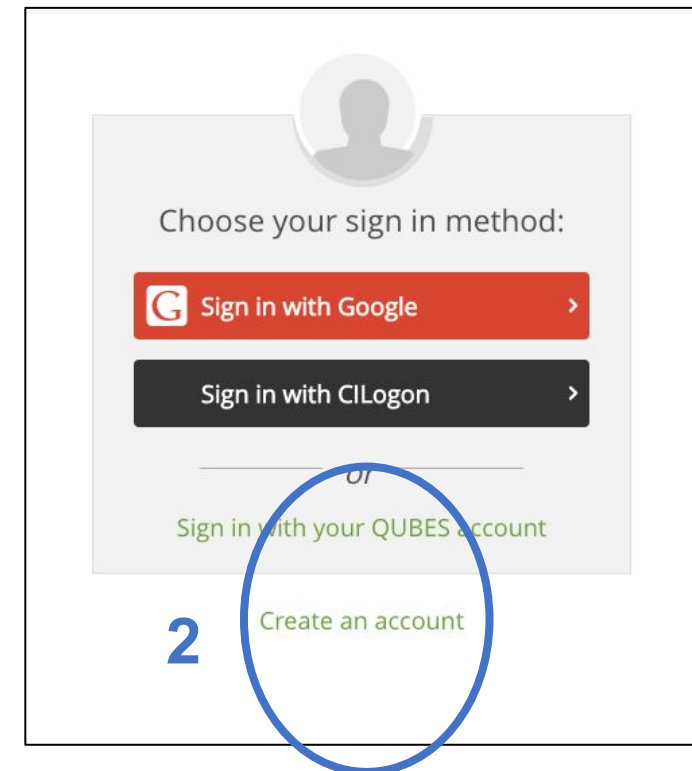 Choose your sign in method:
G Sign in with Google >
Sign in with CILogon >
or
Sign in with your QUBES account
Create an account
2